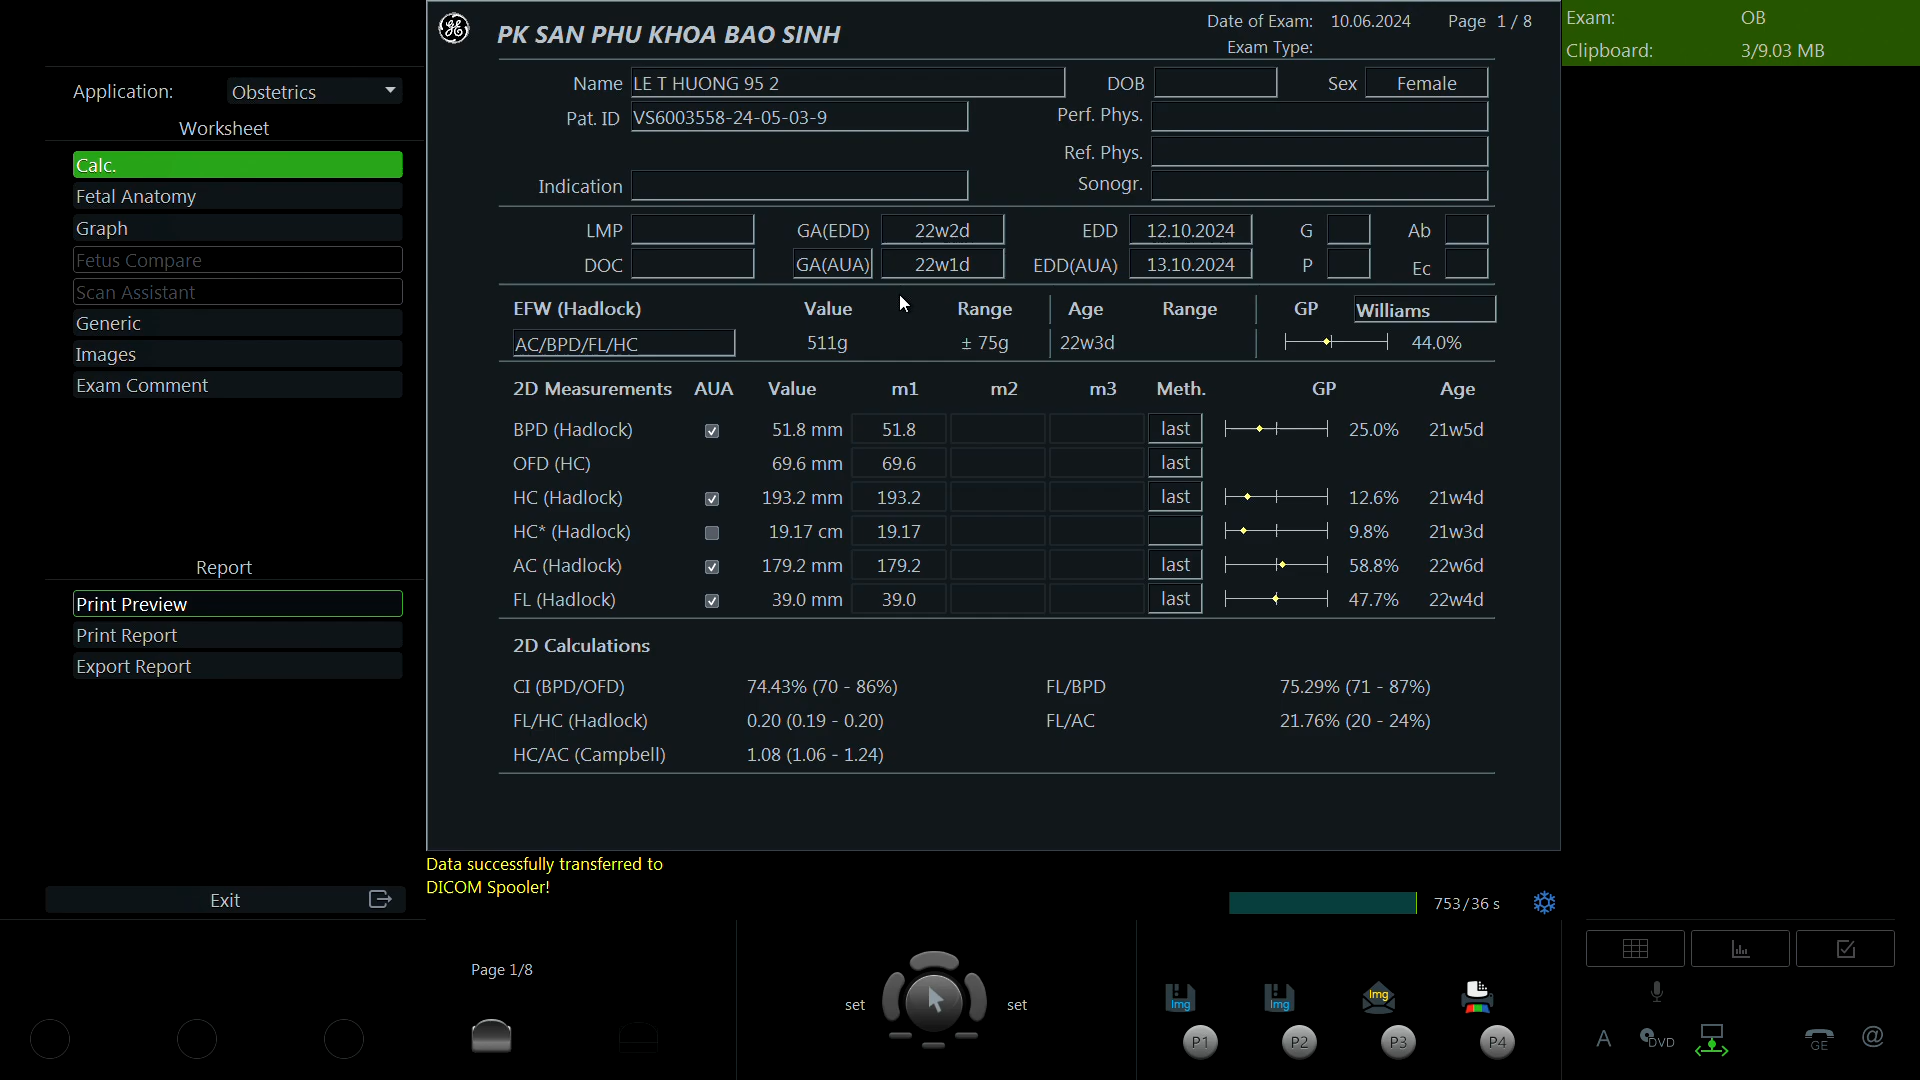 PK SAN PHU KHOA BAO SINH
Date of Exam: 10.06.2024 Page 1 / 8
Exam Type:
Exam: OB
Clipboard: 3/9.03 MB
Application: Obstetrics
Worksheet
Calc.
Fetal Anatomy
Graph
Fetus Compare
Scan Assistant
Generic
Images
Exam Comment
Report
Print Preview
Print Report
Export Report
Exit
Name LE T HUONG 95 2 DOB Sex Female
Pat. ID VS6003558-24-05-03-9 Perf. Phys.
Ref. Phys.
Indication Sonogr.
LMP GA(EDD) 22w2d EDD 12.10.2024 G Ab
DOC GA(AUA) 22w1d EDD(AUA) 13.10.2024 P Ec
EFW (Hadlock) Value Range Age Range GP Williams
AC/BPD/FL/HC 511g ± 75g 22w3d 44.0%
2D Measurements AUA Value m1 m2 m3 Meth. GP Age
BPD (Hadlock) 51.8 mm 51.8 last 25.0% 21w5d
OFD (HC) 69.6 mm 69.6 last
HC (Hadlock) 193.2 mm 193.2 last 12.6% 21w4d
HC* (Hadlock) 19.17 cm 19.17 9.8% 21w3d
AC (Hadlock) 179.2 mm 179.2 last 58.8% 22w6d
FL (Hadlock) 39.0 mm 39.0 last 47.7% 22w4d
2D Calculations
CI (BPD/OFD) 74.43% (70 - 86%) FL/BPD 75.29% (71 - 87%)
FL/HC (Hadlock) 0.20 (0.19 - 0.20) FL/AC 21.76% (20 - 24%)
HC/AC (Campbell) 1.08 (1.06 - 1.24)
Data successfully transferred to
DICOM Spooler!
753/36 s
Page 1/8
set set
Img Img Img
P1 P2 P3 P4
A DVD GE @